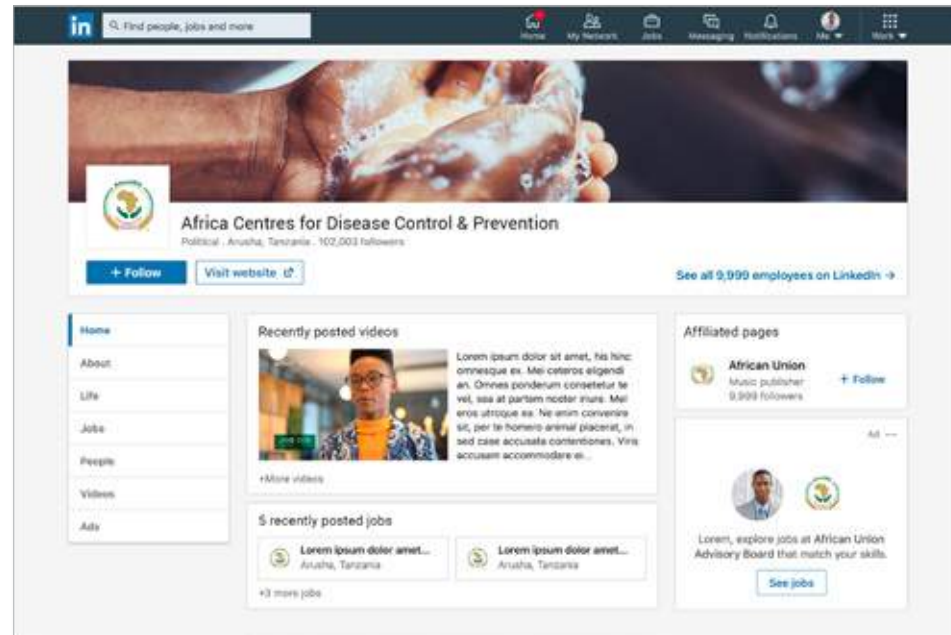 in
Find people, jobs and more
Home
My Network
Jobs
Messaging
Notifications
Me
Work
Africa Centres for Disease Control & Prevention
Political . Arusha, Tanzania . 102,003 followers
+ Follow
Visit website
See all 9,999 employees on LinkedIn →
Home
About
Life
Jobs
People
Videos
Ads
Recently posted videos
Lorem ipsum dolor sit amet, his hinc
omnesque ex. Mei ceteros eligendi
an. Omnes ponderum consetetur te
vel, sea at partem noster iriure. Mel
eros utroque ea. Ne enim convenire
sit, per te homero animal placerat, in
sed case accusata contentiones. Viris
accusam accommodare ei...
+More videos
5 recently posted jobs
Lorem ipsum dolor amet...
Arusha, Tanzania
Lorem ipsum dolor amet...
Arusha, Tanzania
+3 more jobs
Affiliated pages
African Union
Music publisher
9,999 followers
+ Follow
Ad ...
Lorem, explore jobs at African Union
Advisory Board that match your skills.
See jobs